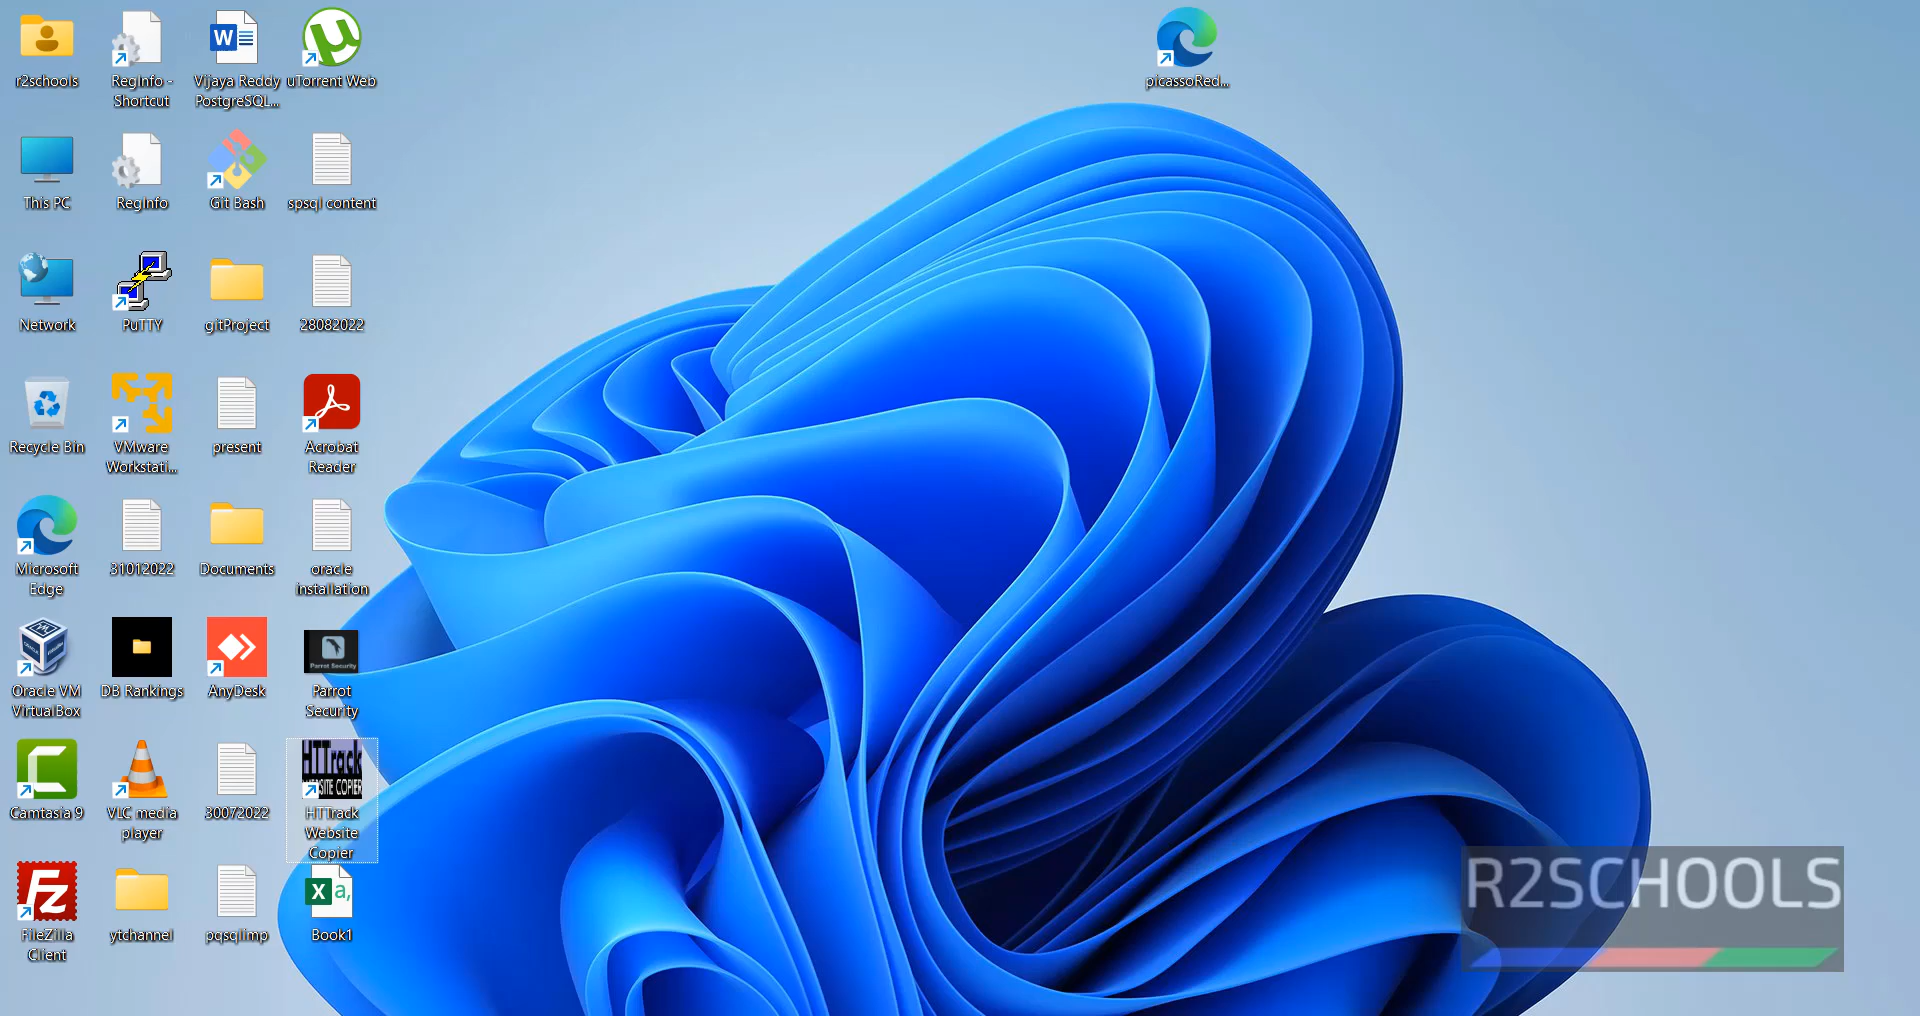 r2schools
RegInfo -
Shortcut
Vijaya Reddy
PostgreSQL...
uTorrent Web
picassoRed...
This PC
RegInfo
Git Bash
spsql content
Network
PuTTY
gitProject
28082022
Recycle Bin
VMware
Workstati...
present
Acrobat
Reader
Microsoft
Edge
31012022
Documents
oracle
installation
Oracle VM
VirtualBox
DB Rankings
AnyDesk
Parrot Security
Parrot
Security
Camtasia 9
VLC media
player
30072022
HTTrack
WEBSITE COPIER
HTTrack
Website
Copier
FileZilla
Client
ytchannel
pqsqlimp
Book1
R2SCHOOLS